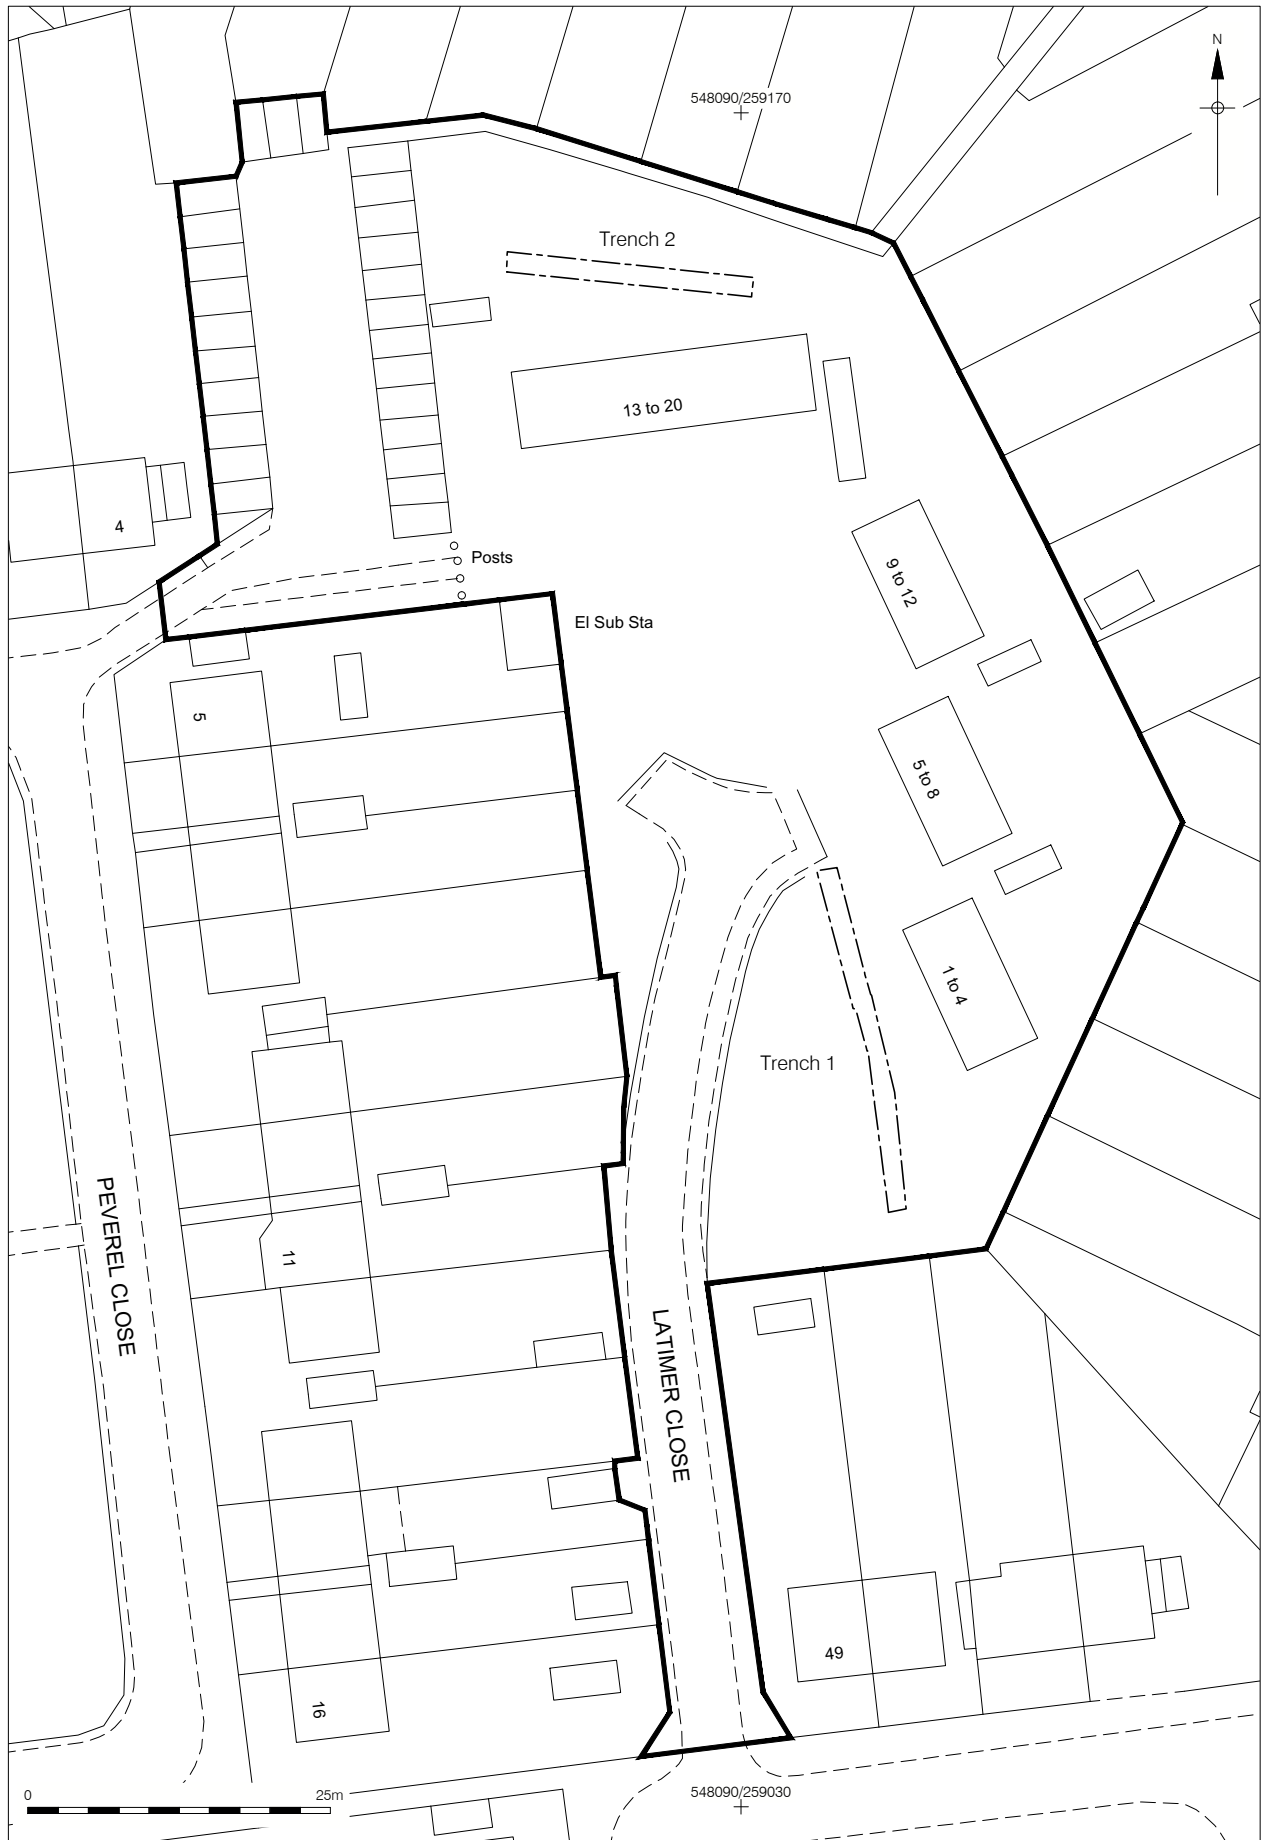 N
548090/259170
Trench 2
13 to 20
4
9 to 12
Posts
El Sub Sta
5
5 to 8
1 to 4
Trench 1
PEVEREL CLOSE
11
LATIMER CLOSE
49
16
0 25m
548090/259030